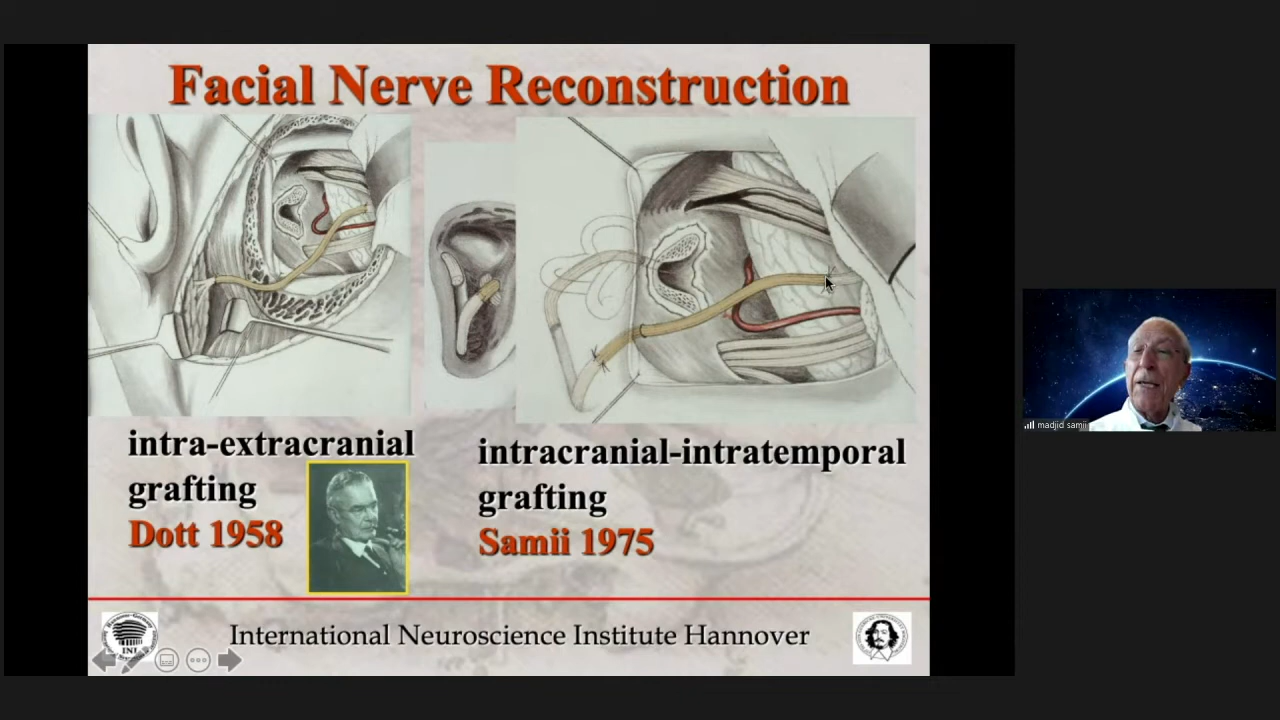 Facial Nerve Reconstruction
intra-extracranial
grafting
Dott 1958
intracranial-intratemporal
grafting
Samii 1975
International Neuroscience Institute Hannover
INI
madjid samii